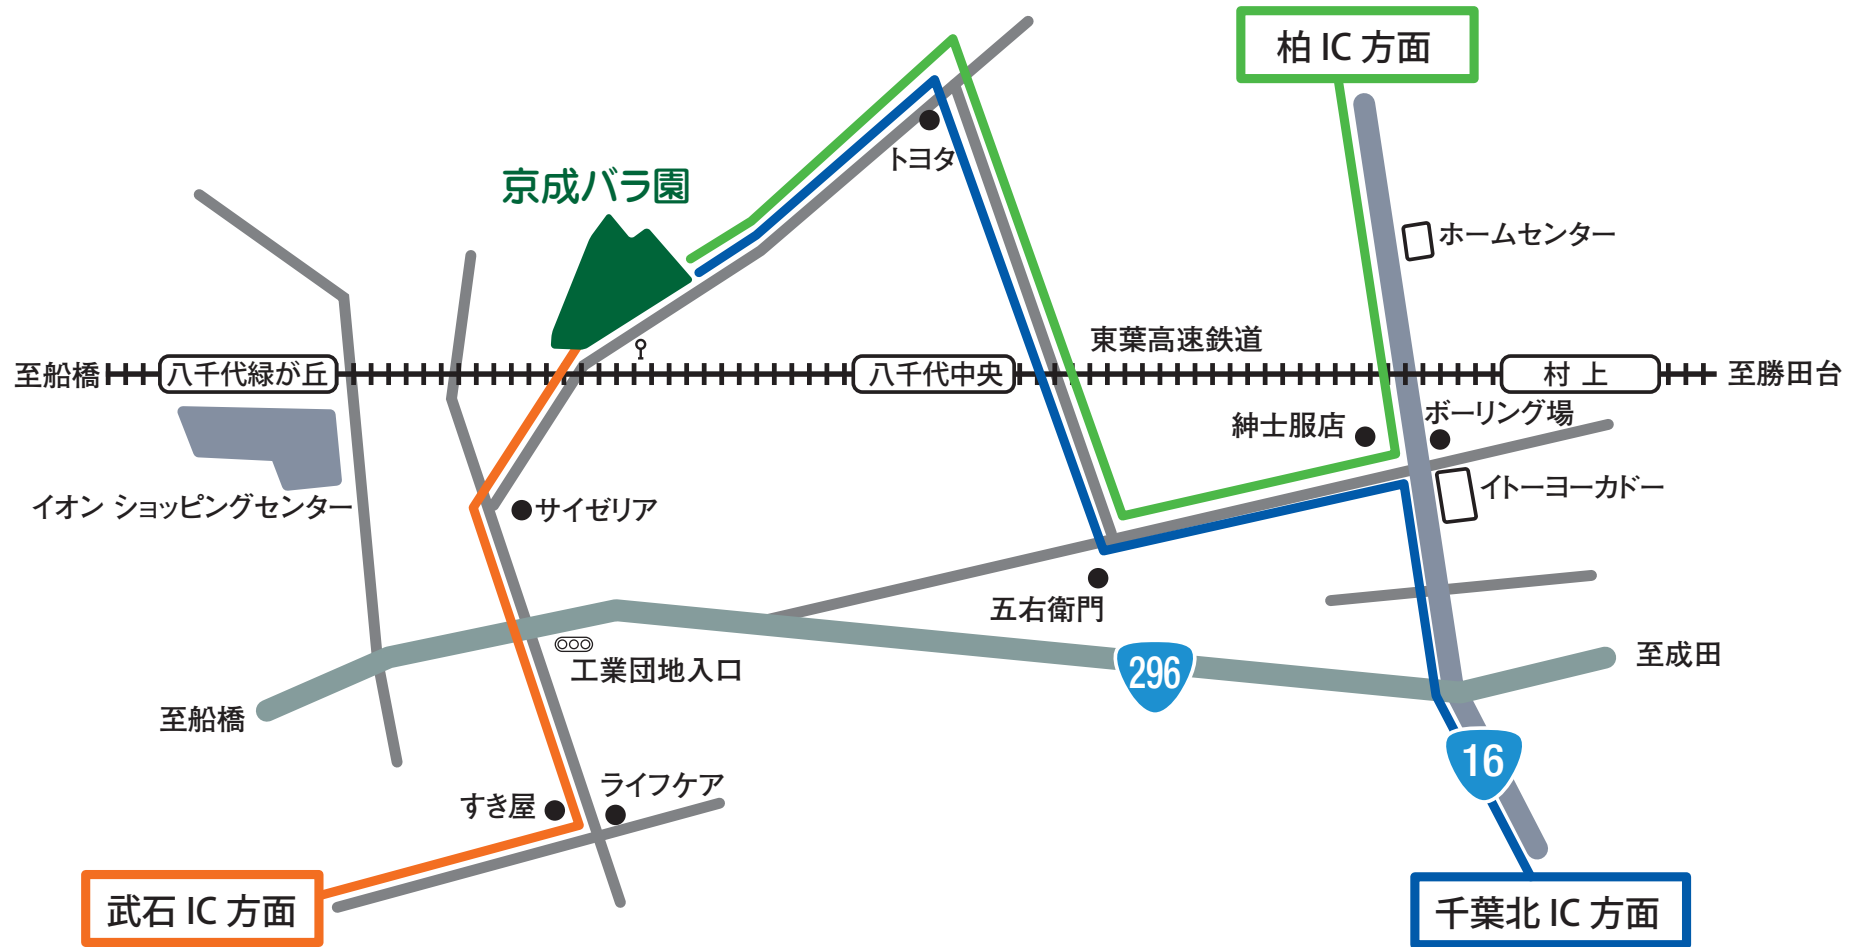 柏 IC 方面
トヨタ
京成バラ園
ホームセンター
東葉高速鉄道
至船橋
八千代緑が丘
八千代中央
村 上
至勝田台
紳士服店
ボーリング場
イオン ショッピングセンター
サイゼリア
イトーヨーカドー
五右衛門
工業団地入口
296
至成田
至船橋
16
すき屋
ライフケア
武石 IC 方面
千葉北 IC 方面